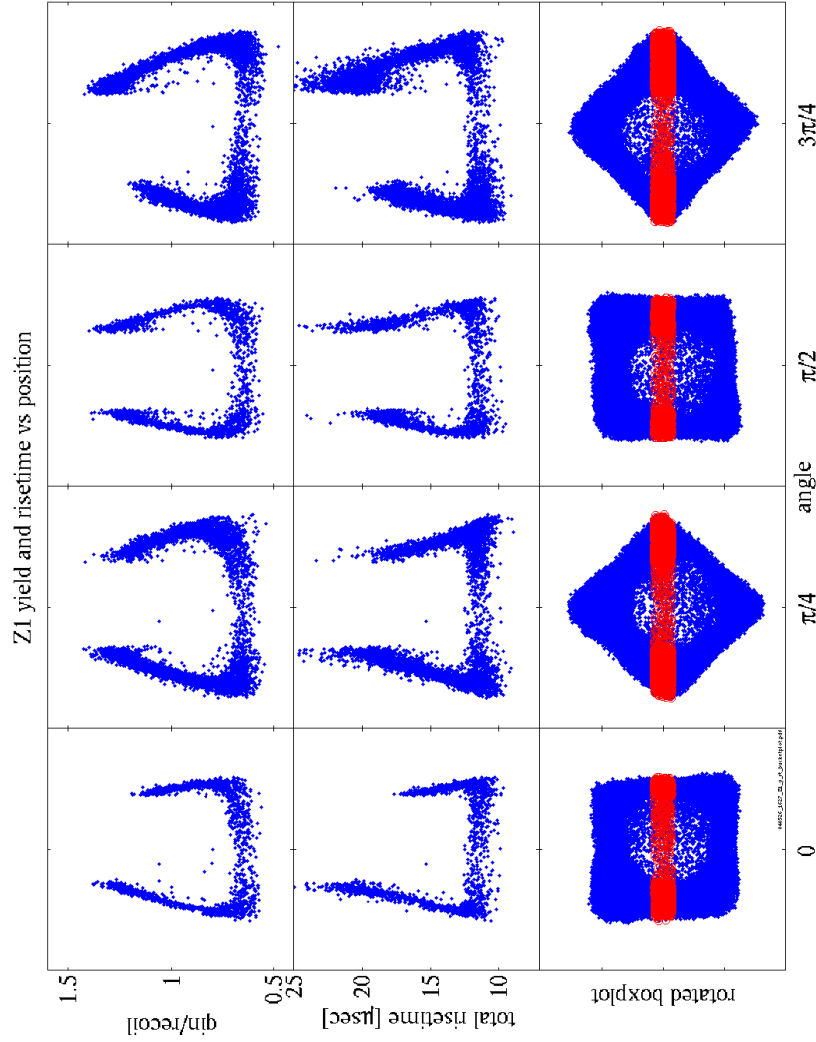 Z1 yield and risetime vs position
1.5
1
0.5
qin/recoil
25
20
15
10
total risetime [μsec]
rotated boxplot
0
π/4
π/2
3π/4
angle